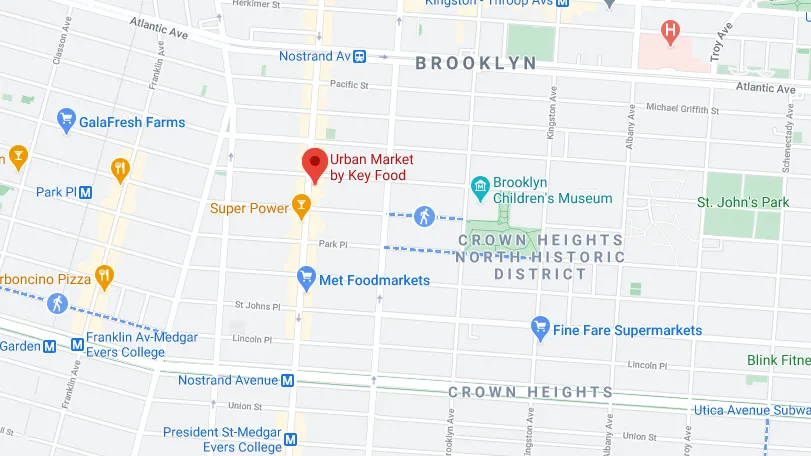 Herkimer St
Kingston - Throop Avs
Atlantic Ave
Classon Ave
Franklin Ave
Nostrand Av
BROOKLYN
Troy Ave
Pacific St
Atlantic Ave
Michael Griffith St
GalaFresh Farms
Kingston Ave
Albany Ave
Schenectady Ave
Urban Market
by Key Food
Park Pl
Brooklyn
Children's Museum
St. John's Park
Super Power
Park Pl
CROWN HEIGHTS
NORTH HISTORIC
DISTRICT
rboncino Pizza
Met Foodmarkets
St Johns Pl
Fine Fare Supermarkets
Franklin Av-Medgar
Evers College
Garden
Lincoln Pl
Lincoln Pl
Blink Fitne
Nostrand Avenue
CROWN HEIGHTS
Franklin Ave
Union St
Utica Avenue Subwa
President St-Medgar
Evers College
Brooklyn Ave
Kingston Ave
Albany Ave
Union St